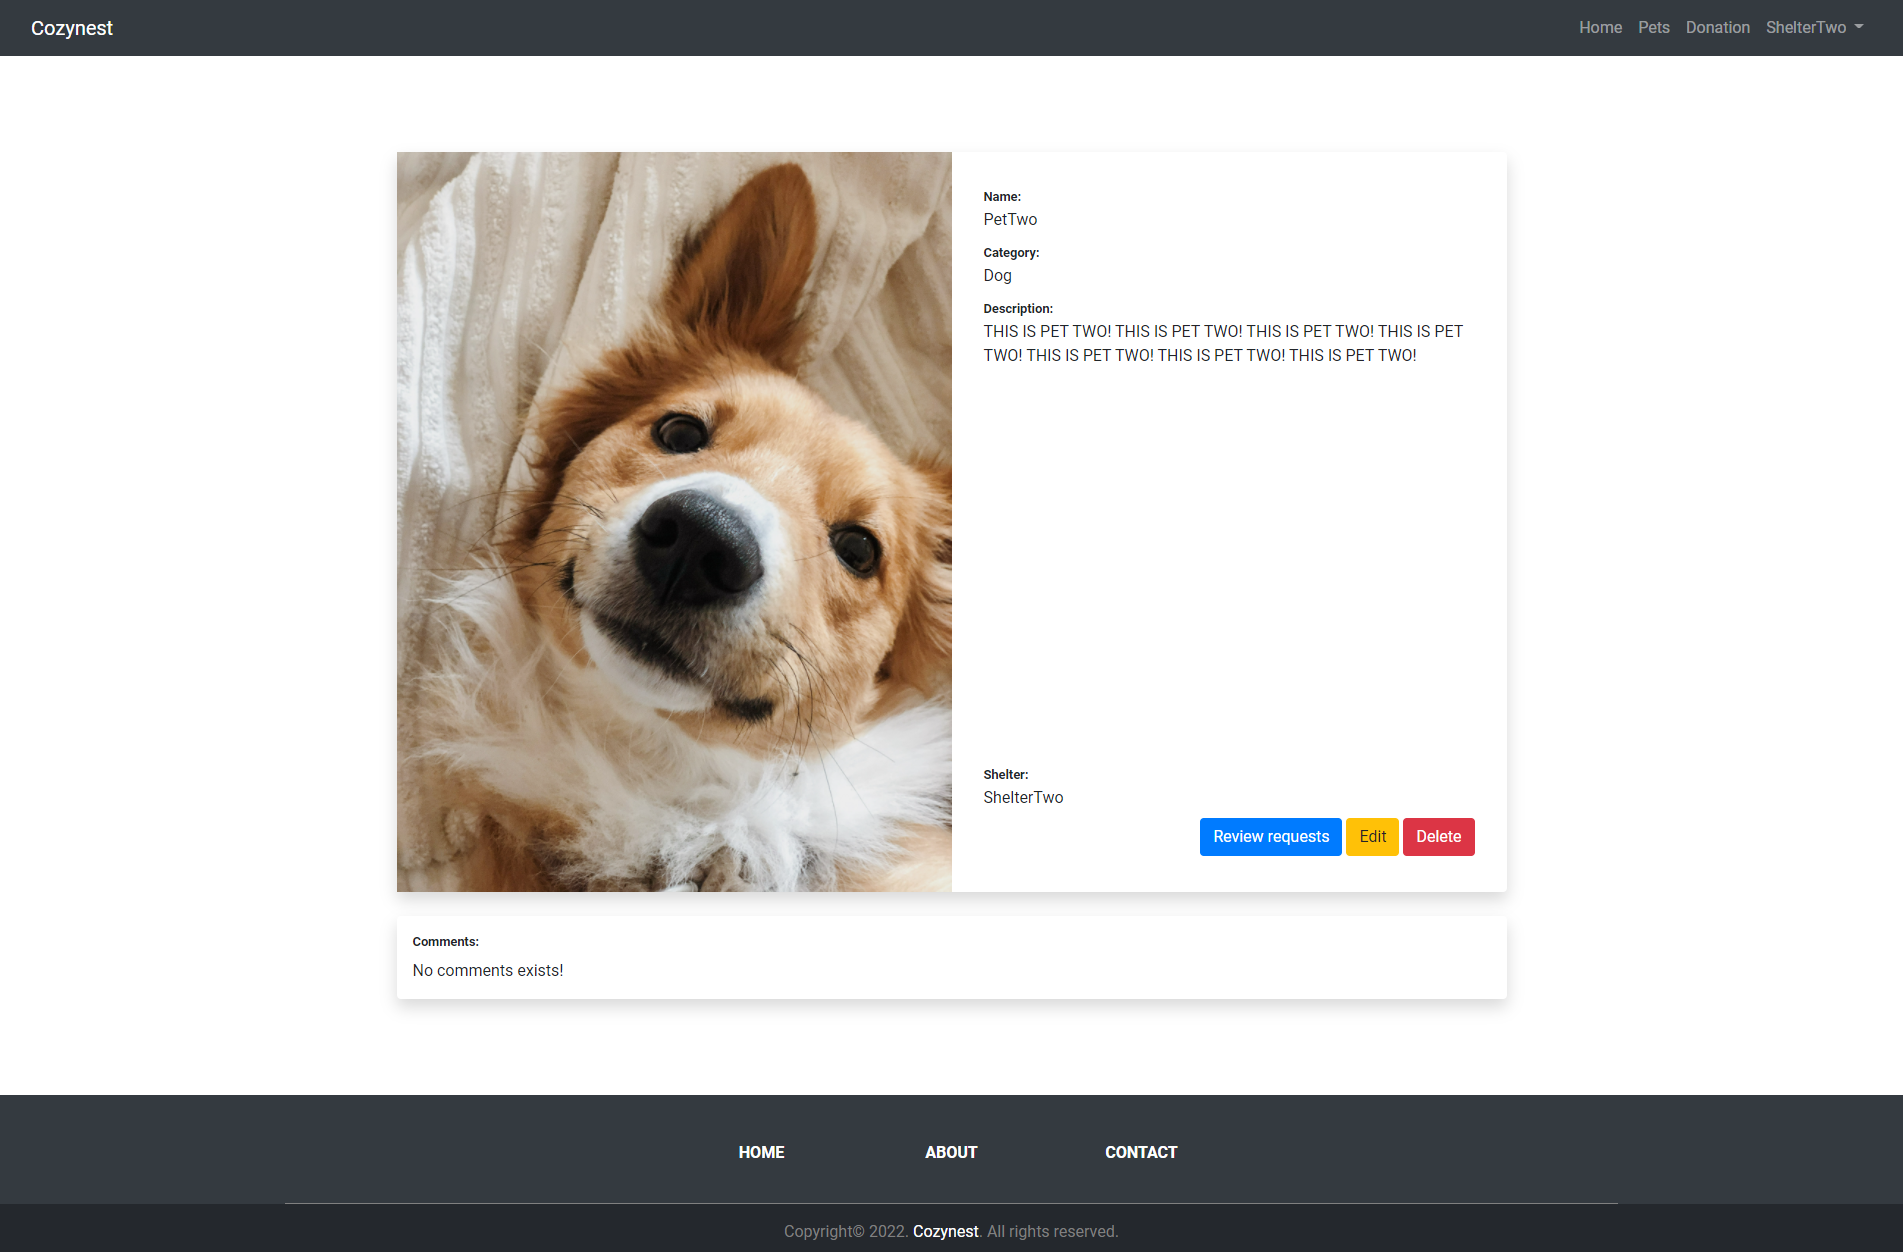 Cozynest
Home Pets Donation ShelterTwo
Name:
PetTwo
Category:
Dog
Description:
THIS IS PET TWO! THIS IS PET TWO! THIS IS PET TWO! THIS IS PET
TWO! THIS IS PET TWO! THIS IS PET TWO! THIS IS PET TWO!
Shelter:
ShelterTwo
Review requests Edit Delete
Comments:
No comments exists!
HOME ABOUT CONTACT
Copyright© 2022. Cozynest. All rights reserved.